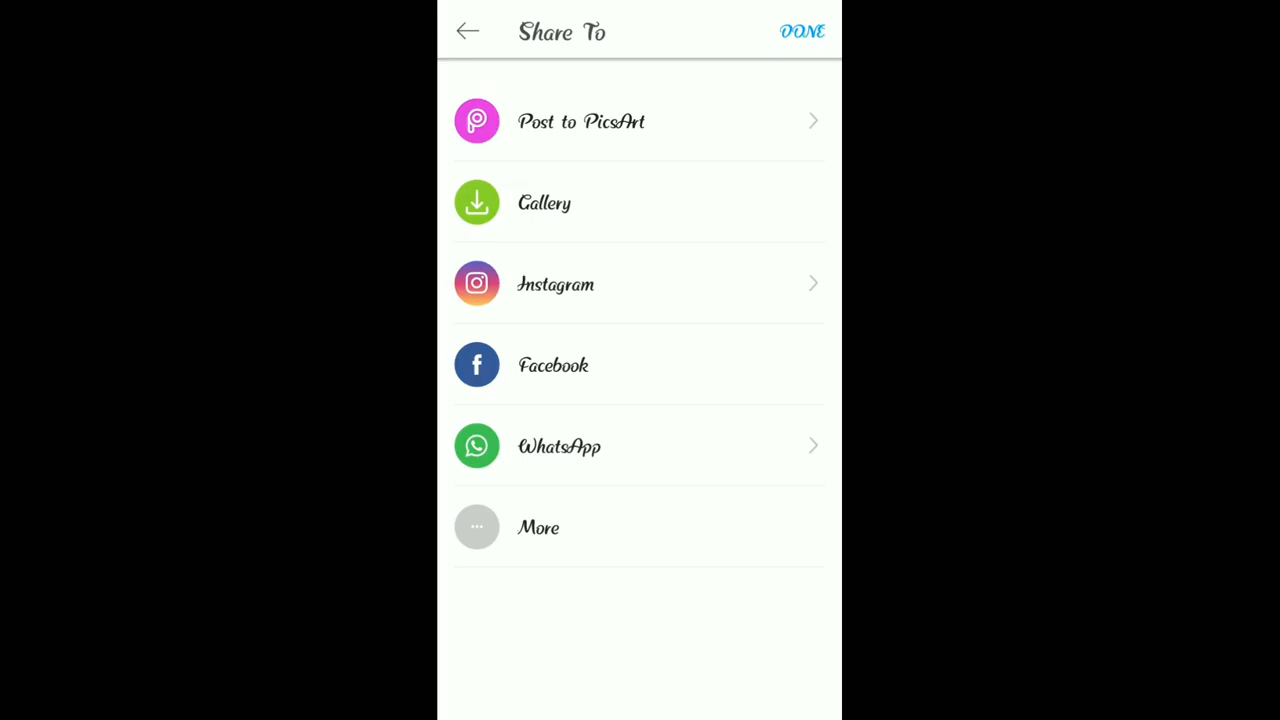 Share To
DONE
Post to PicsArt
Gallery
Instagram
Facebook
WhatsApp
More